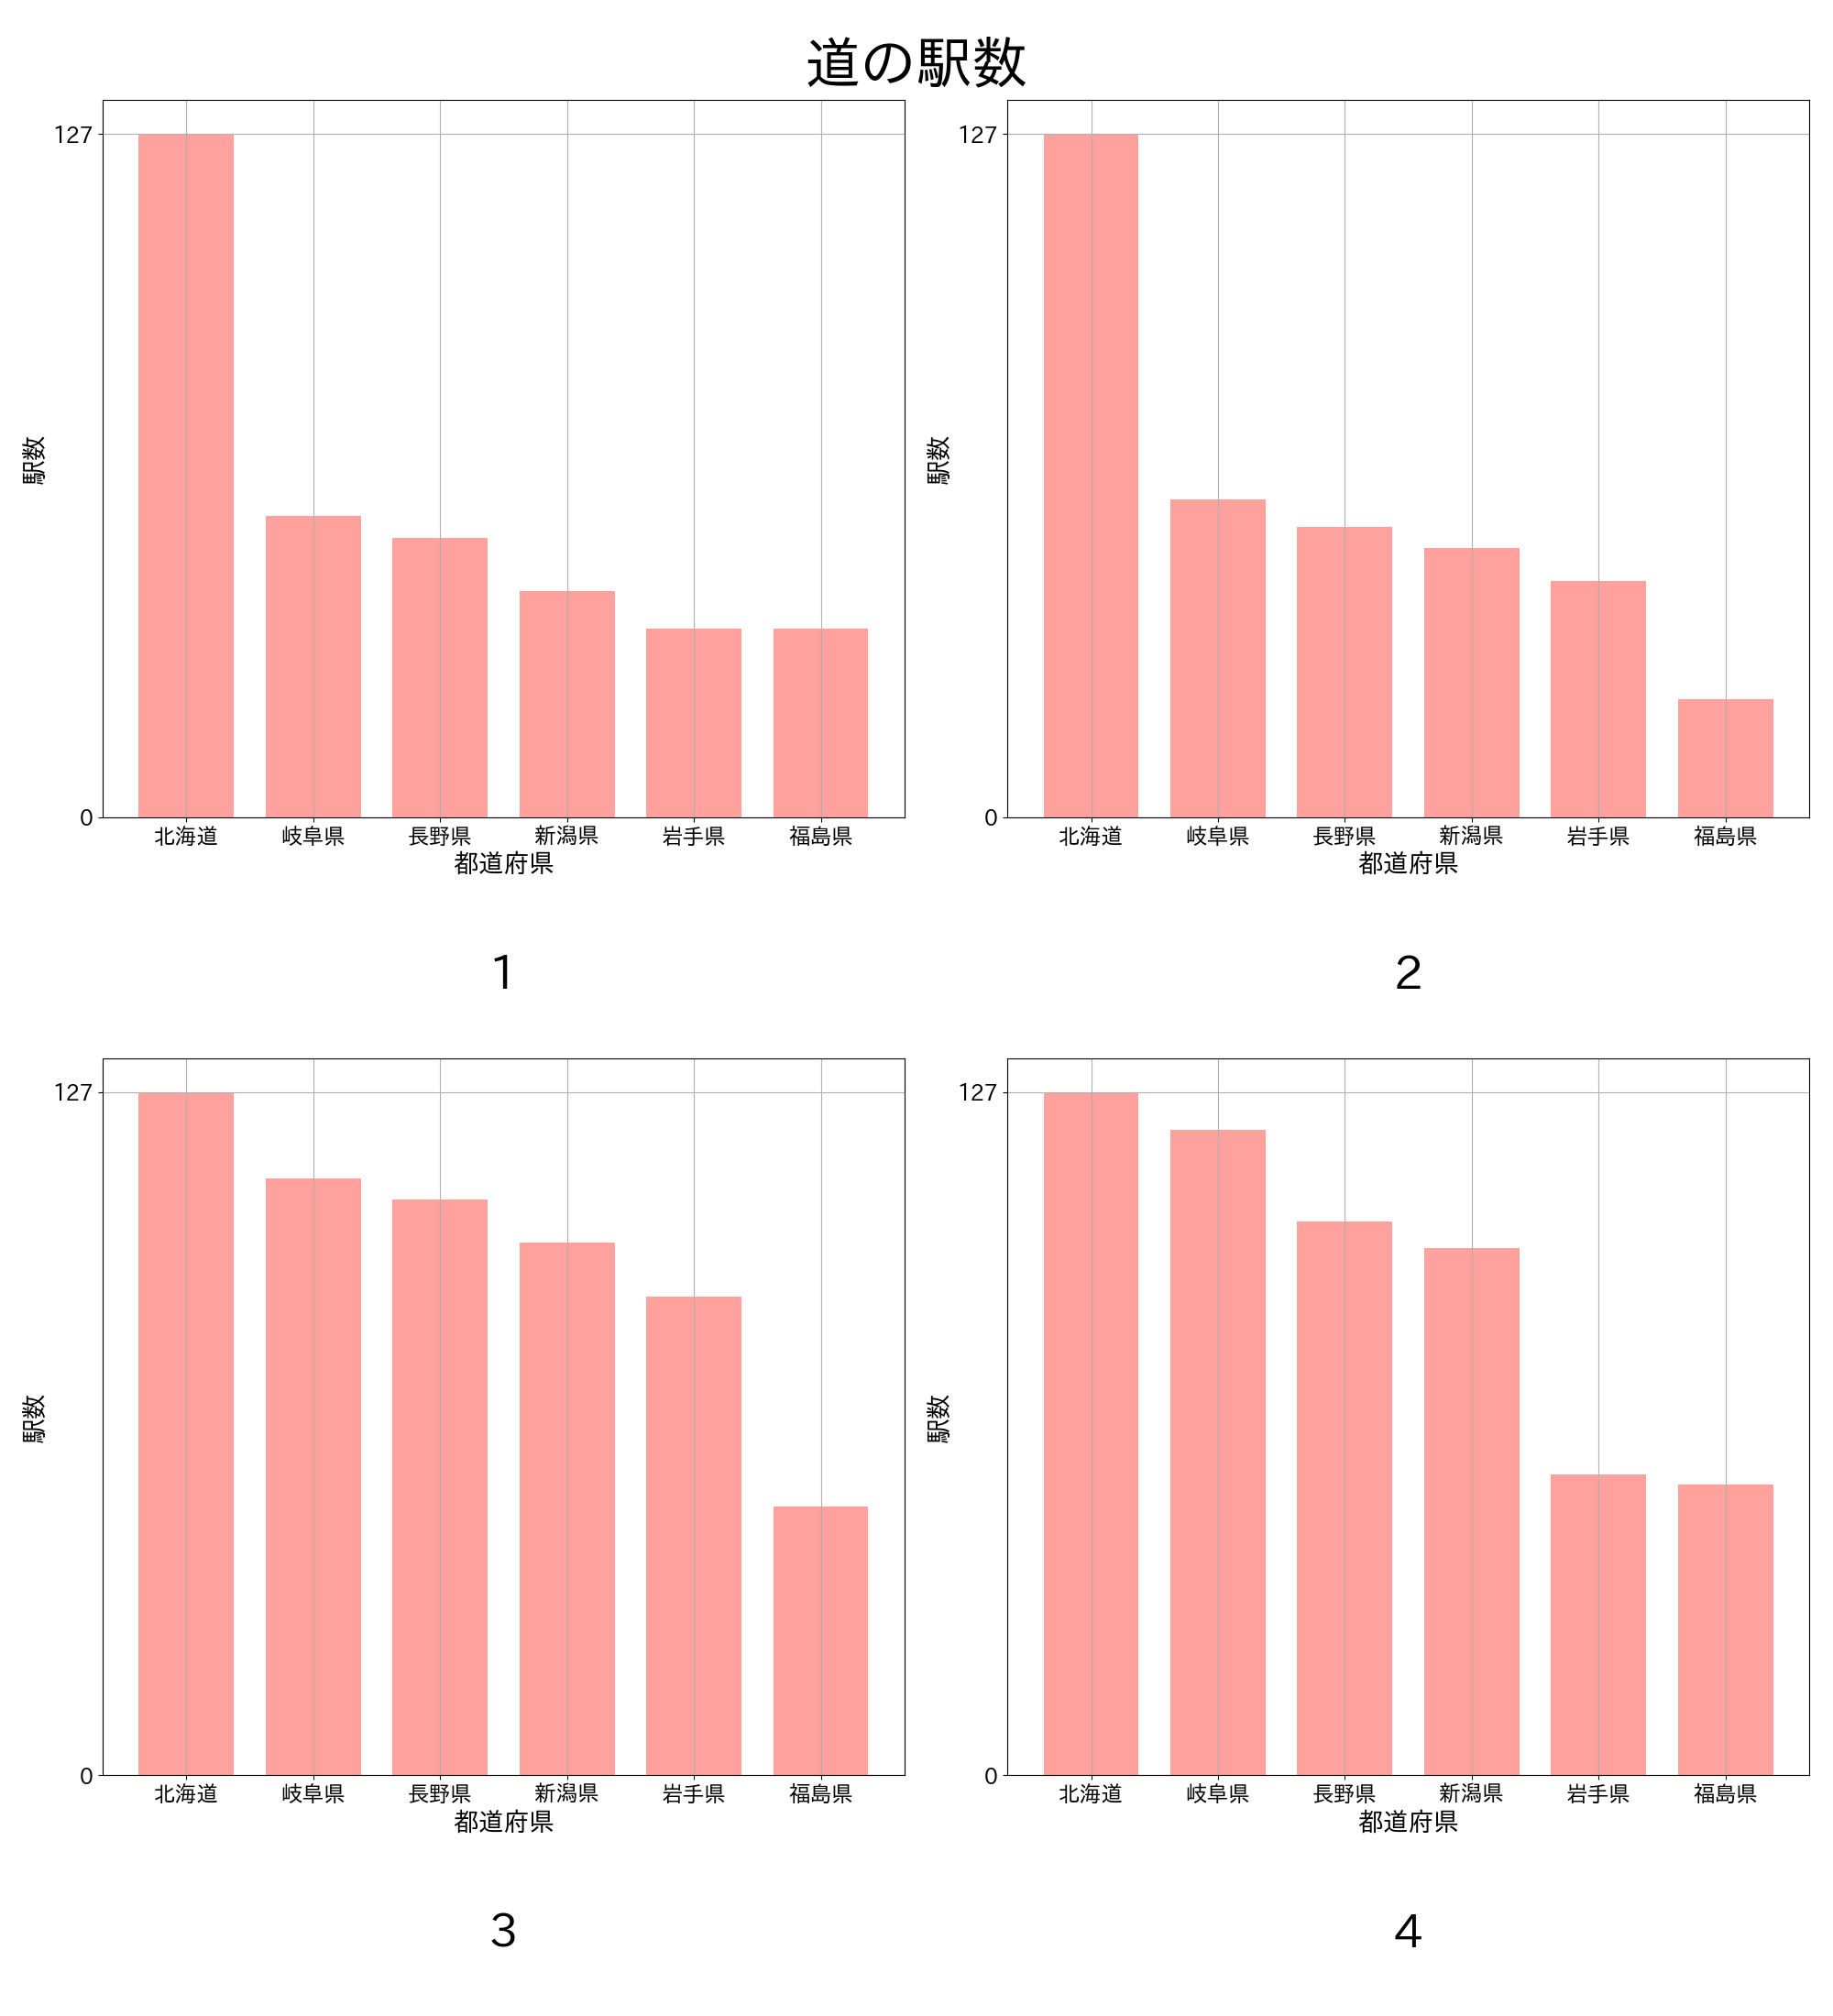 道の駅数
127
0
駅数
北海道 岐阜県 長野県 新潟県 岩手県 福島県
都道府県
1
127
0
駅数
北海道 岐阜県 長野県 新潟県 岩手県 福島県
都道府県
2
127
0
駅数
北海道 岐阜県 長野県 新潟県 岩手県 福島県
都道府県
3
127
0
駅数
北海道 岐阜県 長野県 新潟県 岩手県 福島県
都道府県
4